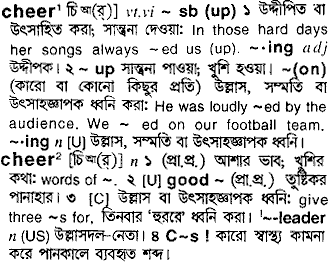 cheer¹ [চিআ(র্)] vt.vi ~ sb (up) ১ উদ্দীপিত বা
উৎসাহিত করা; সান্ত্বনা দেওয়া: In those hard days
her songs always ~ed us (up). ~·ing adj
উদ্দীপক। ২ ~ up সান্ত্বনা পাওয়া; খুশি হওয়া। ~(on)
(কারো বা কোনো কিছুর প্রতি) উল্লাস, সম্মতি বা
উৎসাহজ্ঞাপক ধ্বনি করা: He was loudly ~ed by the
audience. We ~ ed on our football team.
~ing n [U] উল্লাস, সম্মতি বা উৎসাহজ্ঞাপক ধ্বনি।
cheer² [চিআ(র্)] n ১ (প্রা.প্র.) আশার ভাব; খুশির
কথা: words of ~. ২ [U] good ~ (প্রা.প্র.) তুষ্টিকর
পানাহার। ৩ [C] উল্লাস বা উৎসাহজ্ঞাপক ধ্বনি: give
three ~s for, তিনবার 'হুররে' ধ্বনি করা। '~-leader
n (US) উল্লাসদল-নেতা। ৪ C~s ! কারো স্বাস্থ্য কামনা
করে পানকালে ব্যবহৃত শব্দ।